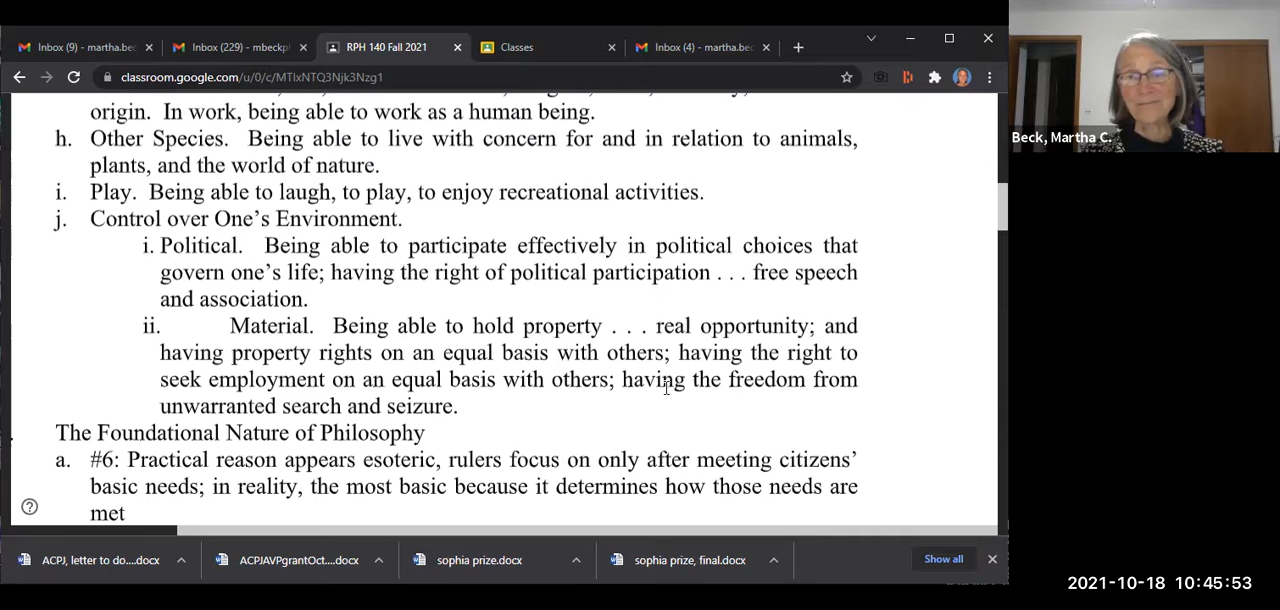 Inbox (9) - martha.bec
Inbox (229) - mbeckp
RPH 140 Fall 2021
Classes
Inbox (4) - martha.bec
classroom.google.com/u/0/c/MTIxNTQ3Njk3Nzg1
origin. In work, being able to work as a human being.
h. Other Species. Being able to live with concern for and in relation to animals,
plants, and the world of nature.
i. Play. Being able to laugh, to play, to enjoy recreational activities.
j. Control over One's Environment.
i. Political. Being able to participate effectively in political choices that
govern one's life; having the right of political participation . . . free speech
and association.
ii. Material. Being able to hold property . . . real opportunity; and
having property rights on an equal basis with others; having the right to
seek employment on an equal basis with others; having the freedom from
unwarranted search and seizure.
The Foundational Nature of Philosophy
a. #6: Practical reason appears esoteric, rulers focus on only after meeting citizens'
basic needs; in reality, the most basic because it determines how those needs are
met
ACPJ, letter to do....docx
ACPJAVPgrantOct....docx
sophia prize.docx
sophia prize, final.docx
Show all
Beck, Martha C.
2021-10-18 10:45:53